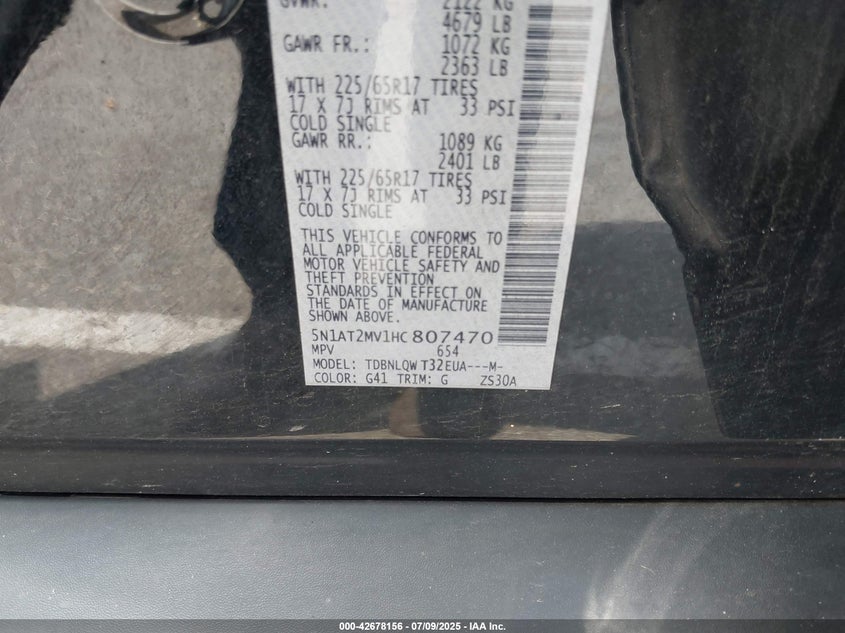 GVWR: 2122 KG
4679 LB
GAWR FR.: 1072 KG
2363 LB
WITH 225/65R17 TIRES
17 X 7J RIMS AT 33 PSI
COLD SINGLE
GAWR RR.: 1089 KG
2401 LB
WITH 225/65R17 TIRES
17 X 7J RIMS AT 33 PSI
COLD SINGLE
THIS VEHICLE CONFORMS TO
ALL APPLICABLE FEDERAL
MOTOR VEHICLE SAFETY AND
THEFT PREVENTION
STANDARDS IN EFFECT ON
THE DATE OF MANUFACTURE
SHOWN ABOVE.
5N1AT2MV1HC807470
MPV 654
MODEL: TDBNLQW T32EUA---M-
COLOR: G41 TRIM: G ZS30A
000-42678156 - 07/09/2025 - IAA Inc.